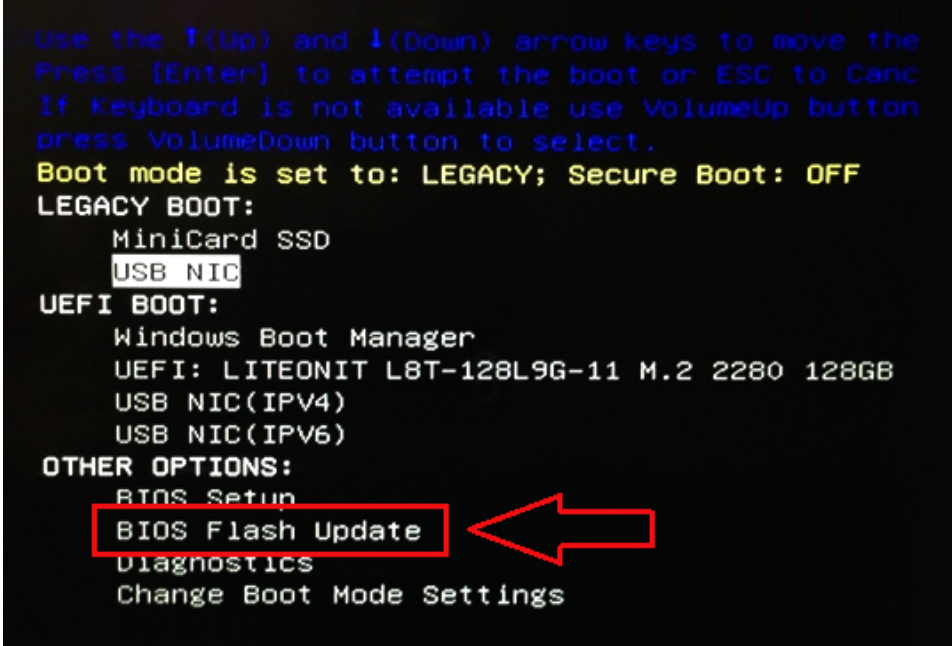 Use the ↑(Up) and ↓(Down) arrow keys to move the
Press [Enter] to attempt the boot or ESC to Canc
If Keyboard is not available use VolumeUp button
press VolumeDown button to select.
Boot mode is set to: LEGACY; Secure Boot: OFF
LEGACY BOOT:
MiniCard SSD
USB NIC
UEFI BOOT:
Windows Boot Manager
UEFI: LITEONIT L8T-128L9G-11 M.2 2280 128GB
USB NIC(IPV4)
USB NIC(IPV6)
OTHER OPTIONS:
BIOS Setup
BIOS Flash Update
Diagnostics
Change Boot Mode Settings